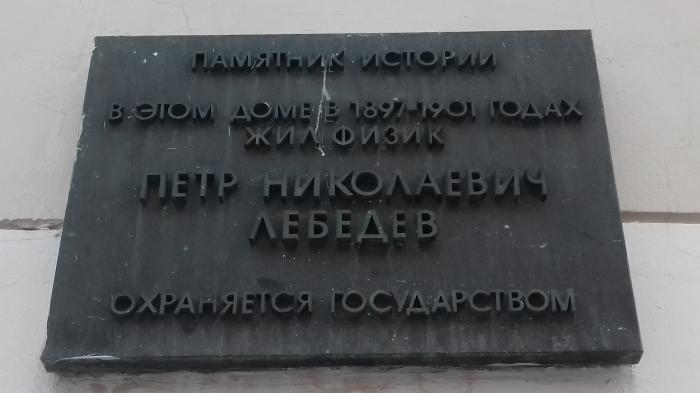 ПАМЯТНИК ИСТОРИИ
В ЭТОМ ДОМЕ В 1897-1901 ГОДАХ
ЖИЛ ФИЗИК
ПЕТР НИКОЛАЕВИЧ
ЛЕБЕДЕВ
ОХРАНЯЕТСЯ ГОСУДАРСТВОМ